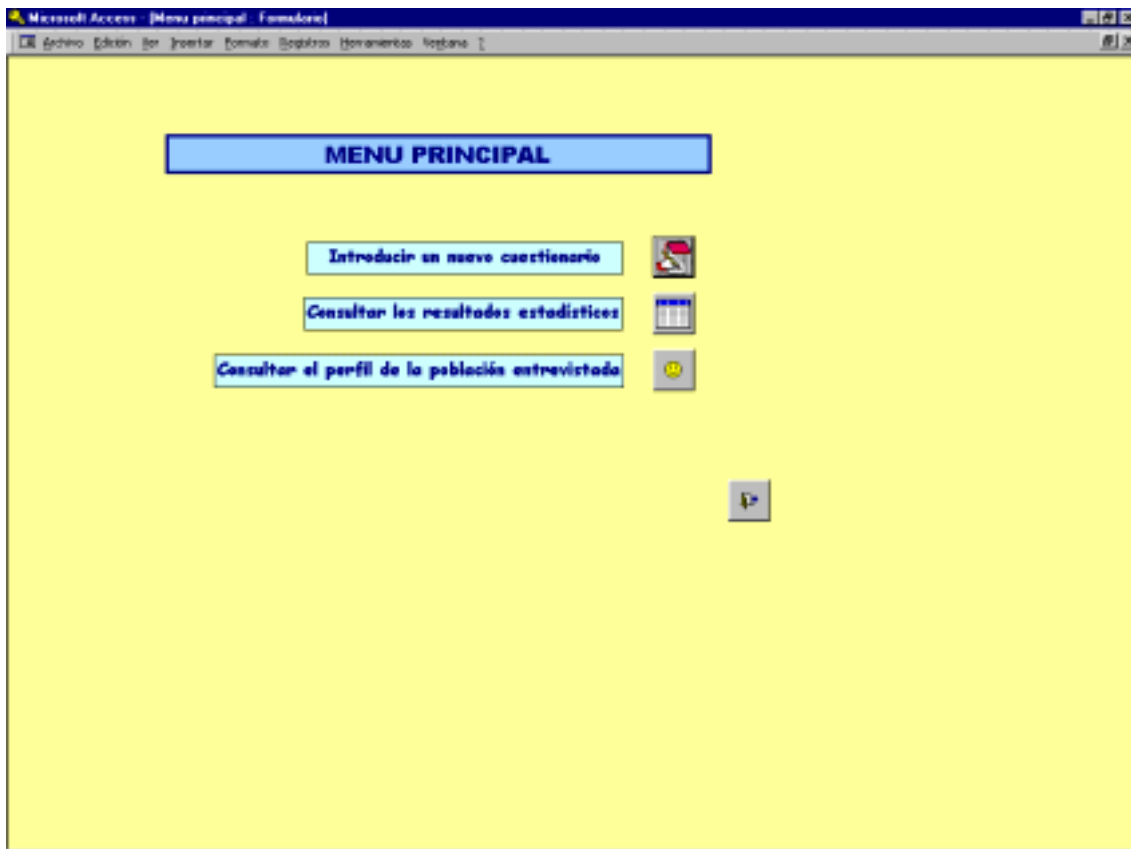 Microsoft Access - [Menu principal : Formulario]
Archivo Edición Ver Insertar Formato Registros Herramientas Ventana ?
MENU PRINCIPAL
Introducir un nuevo cuestionario
Consultar los resultados estadísticos
Consultar el perfil de la población entrevistada